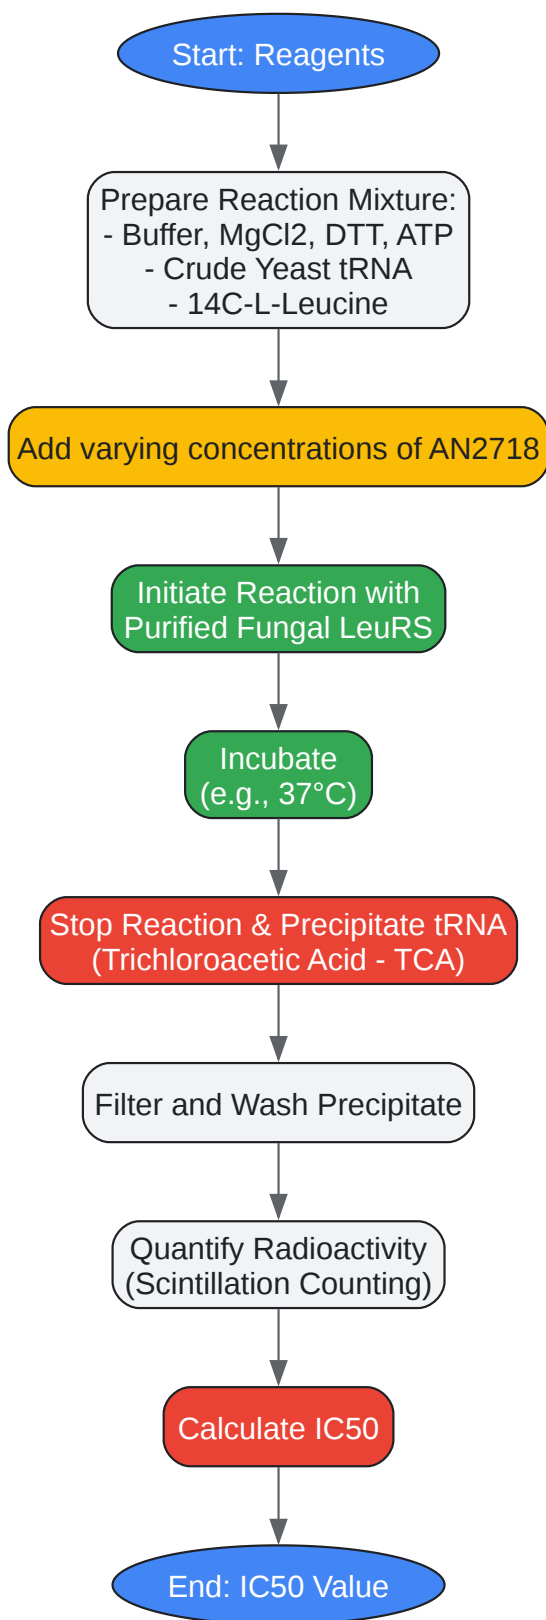 Start: Reagents
Prepare Reaction Mixture:
- Buffer, MgCl2, DTT, ATP
- Crude Yeast tRNA
- 14C-L-Leucine
Add varying concentrations of AN2718
Initiate Reaction with
Purified Fungal LeuRS
Incubate
(e.g., 37°C)
Stop Reaction & Precipitate tRNA
(Trichloroacetic Acid - TCA)
Filter and Wash Precipitate
Quantify Radioactivity
(Scintillation Counting)
Calculate IC50
End: IC50 Value